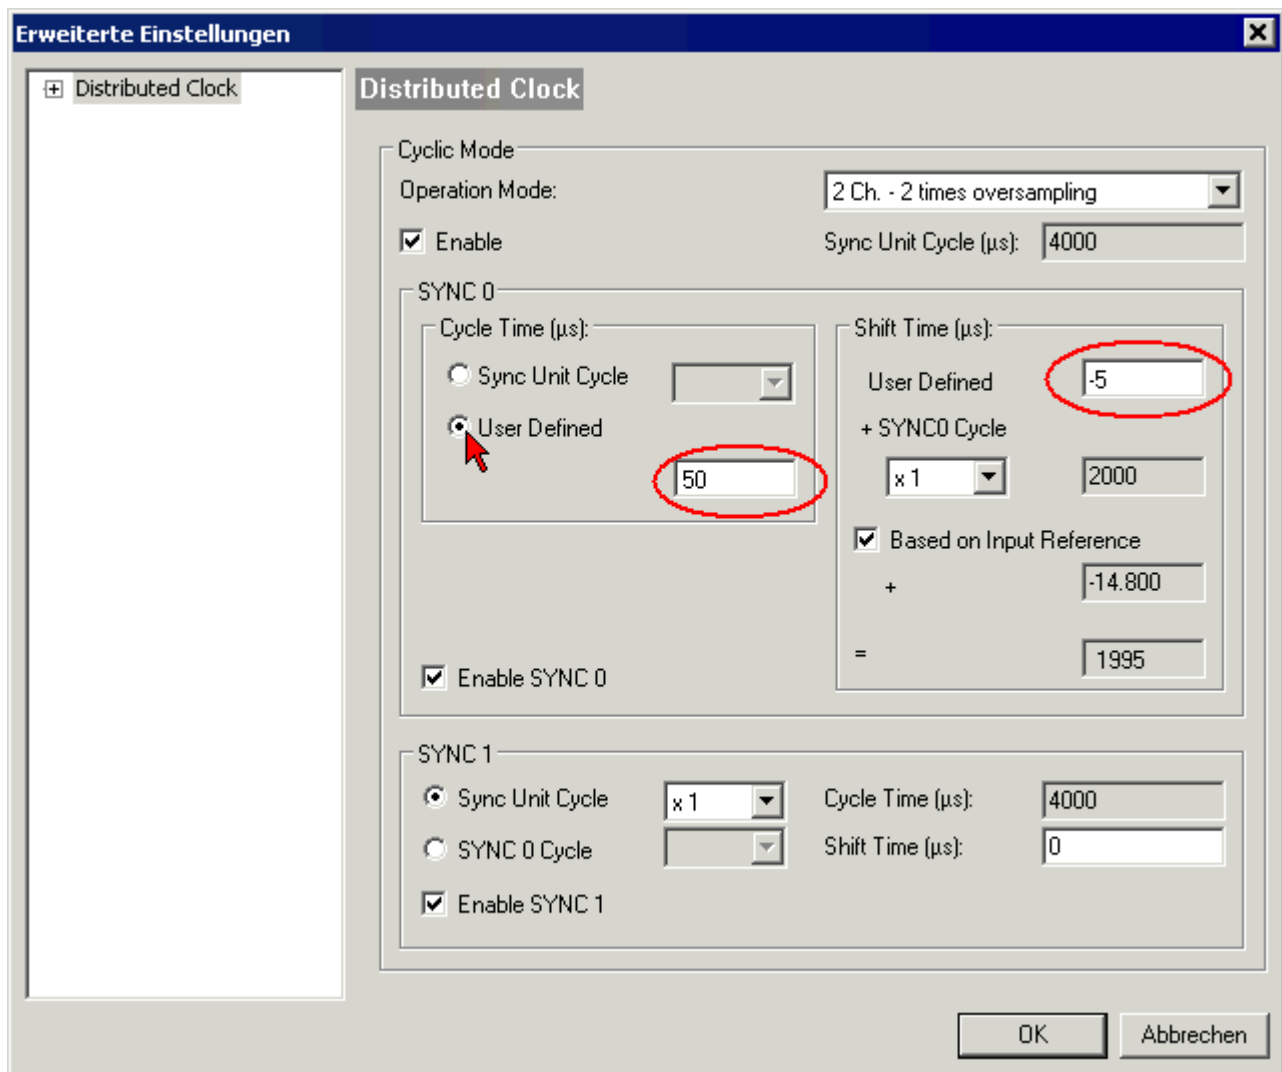 Erweiterte Einstellungen
Distributed Clock
Distributed Clock
Cyclic Mode
Operation Mode:
2 Ch. - 2 times oversampling
Enable
Sync Unit Cycle (µs):
4000
SYNC 0
Cycle Time (µs):
Sync Unit Cycle
User Defined
50
Shift Time (µs):
User Defined
-5
+ SYNC0 Cycle
x 1
2000
Based on Input Reference
+
-14.800
=
1995
Enable SYNC 0
SYNC 1
Sync Unit Cycle
x 1
Cycle Time (µs):
4000
SYNC 0 Cycle
Shift Time (µs):
0
Enable SYNC 1
OK
Abbrechen